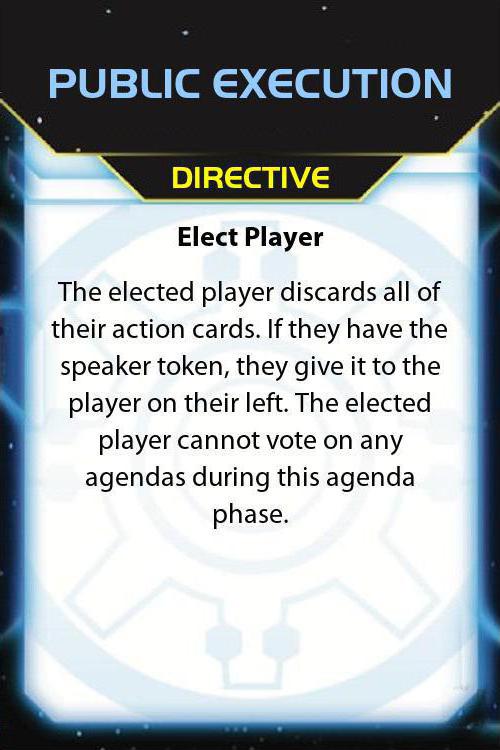 PUBLIC EXECUTION
DIRECTIVE
Elect Player
The elected player discards all of
their action cards. If they have the
speaker token, they give it to the
player on their left. The elected
player cannot vote on any
agendas during this agenda
phase.